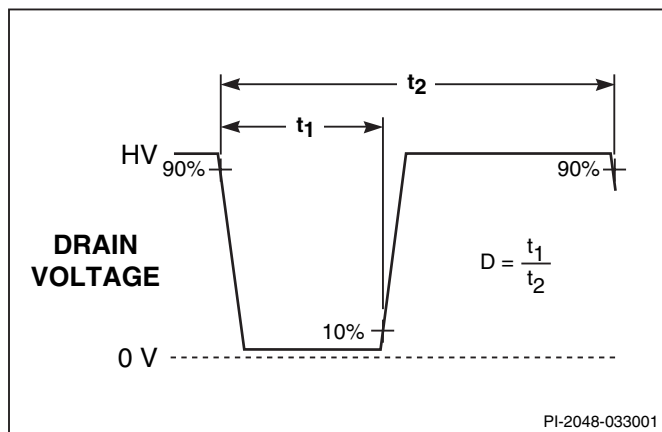 t2
t1
HV
90%
90%
DRAIN
VOLTAGE
D = t1
t2
10%
0 V
PI-2048-033001